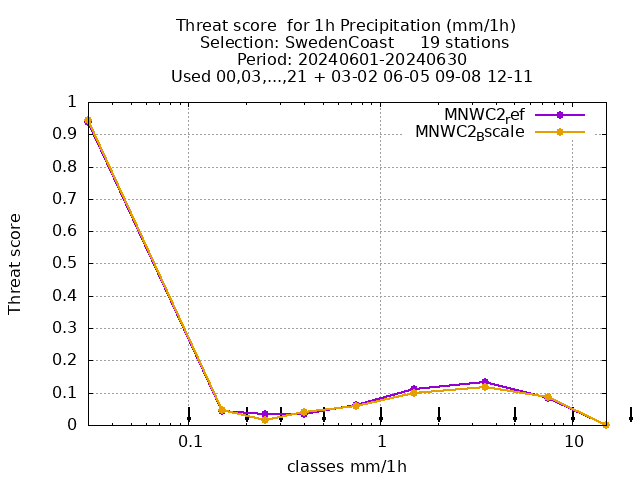 Threat score  for 1h Precipitation (mm/1h)
Selection: SwedenCoast     19 stations
Period: 20240601-20240630
Used 00,03,...,21 + 03-02 06-05 09-08 12-11
MNWC2ref
MNWC2Bscale
1
0.9
0.8
0.7
0.6
0.5
0.4
0.3
0.2
0.1
0
Threat score
0.1 1 10
classes mm/1h